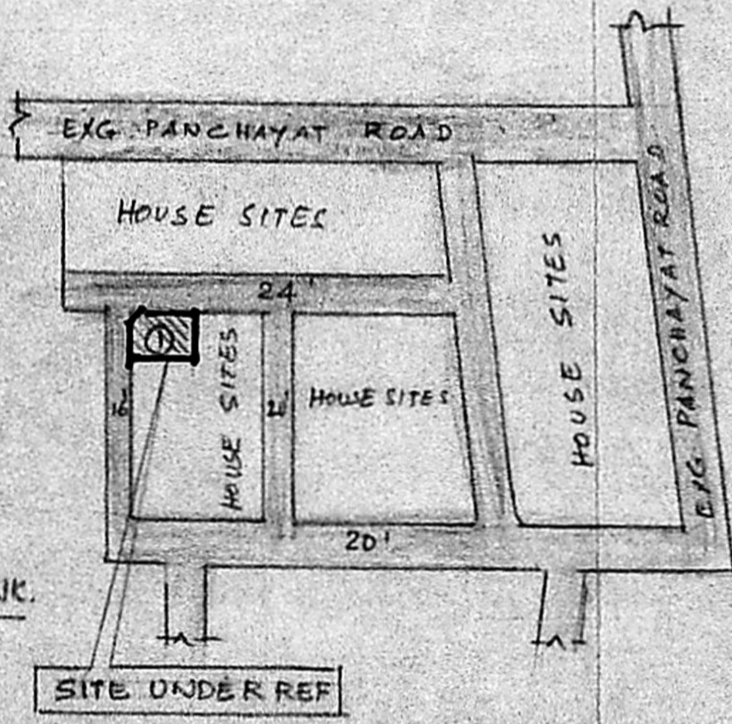 EXG PANCHAYAT ROAD
HOUSE SITES
24'
①
HOUSE SITES
16'
HOUSE SITES
HOUSE SITES
EXG PANCHAYAT ROAD
20'
SITE UNDER REF